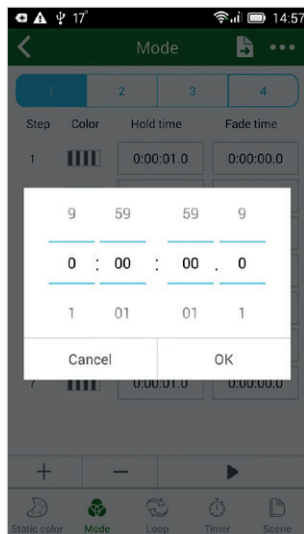 17° 14:57
Mode
1 2 3 4
Step Color Hold time Fade time
1 0:00:01.0 0:00:00.0
9 59 59 9
0 : 00 : 00 . 0
1 01 01 1
Cancel OK
7 0:00:01.0 0:00:00.0
+ −
Static color Mode Loop Timer Scene